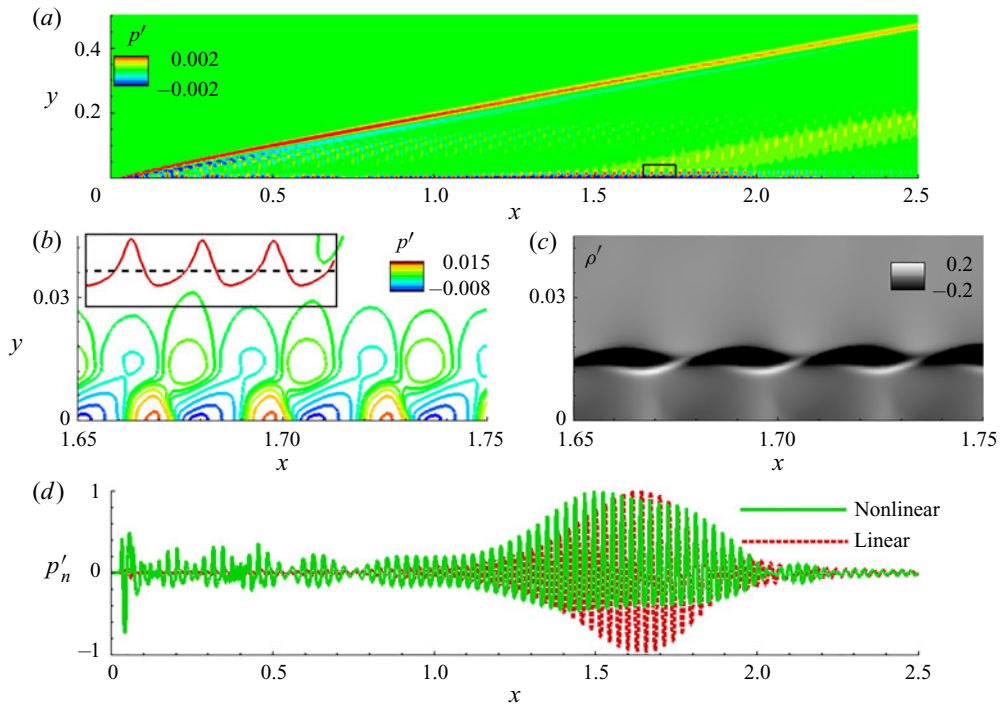 (a)
p′
0.002
−0.002
0.4
y
0.2
0 0.5 1.0 1.5 2.0 2.5
x
(b)
p′
0.015
−0.008
0.03
y
0
1.65 1.70 1.75
x
(c)
ρ′
0.2
−0.2
0.03
0
1.65 1.70 1.75
x
(d)
1
Nonlinear
Linear
p′n
0
−1
0 0.5 1.0 1.5 2.0 2.5
x